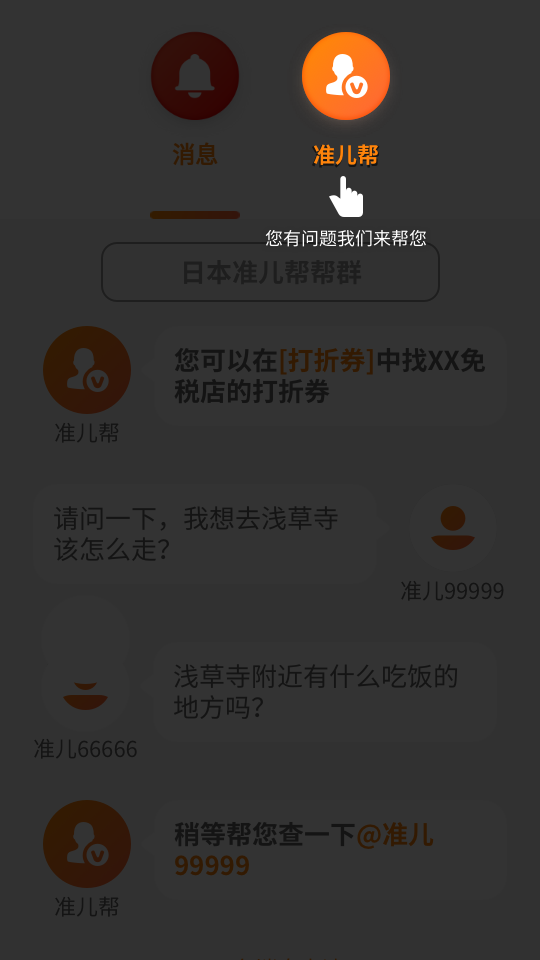 消息
准儿帮
您有问题我们来帮您
日本准儿帮帮群
您可以在[打折券]中找XX免
税店的打折券
准儿帮
请问一下，我想去浅草寺
该怎么走？
准儿99999
浅草寺附近有什么吃饭的
地方吗？
准儿66666
稍等帮您查一下@准儿
99999
准儿帮